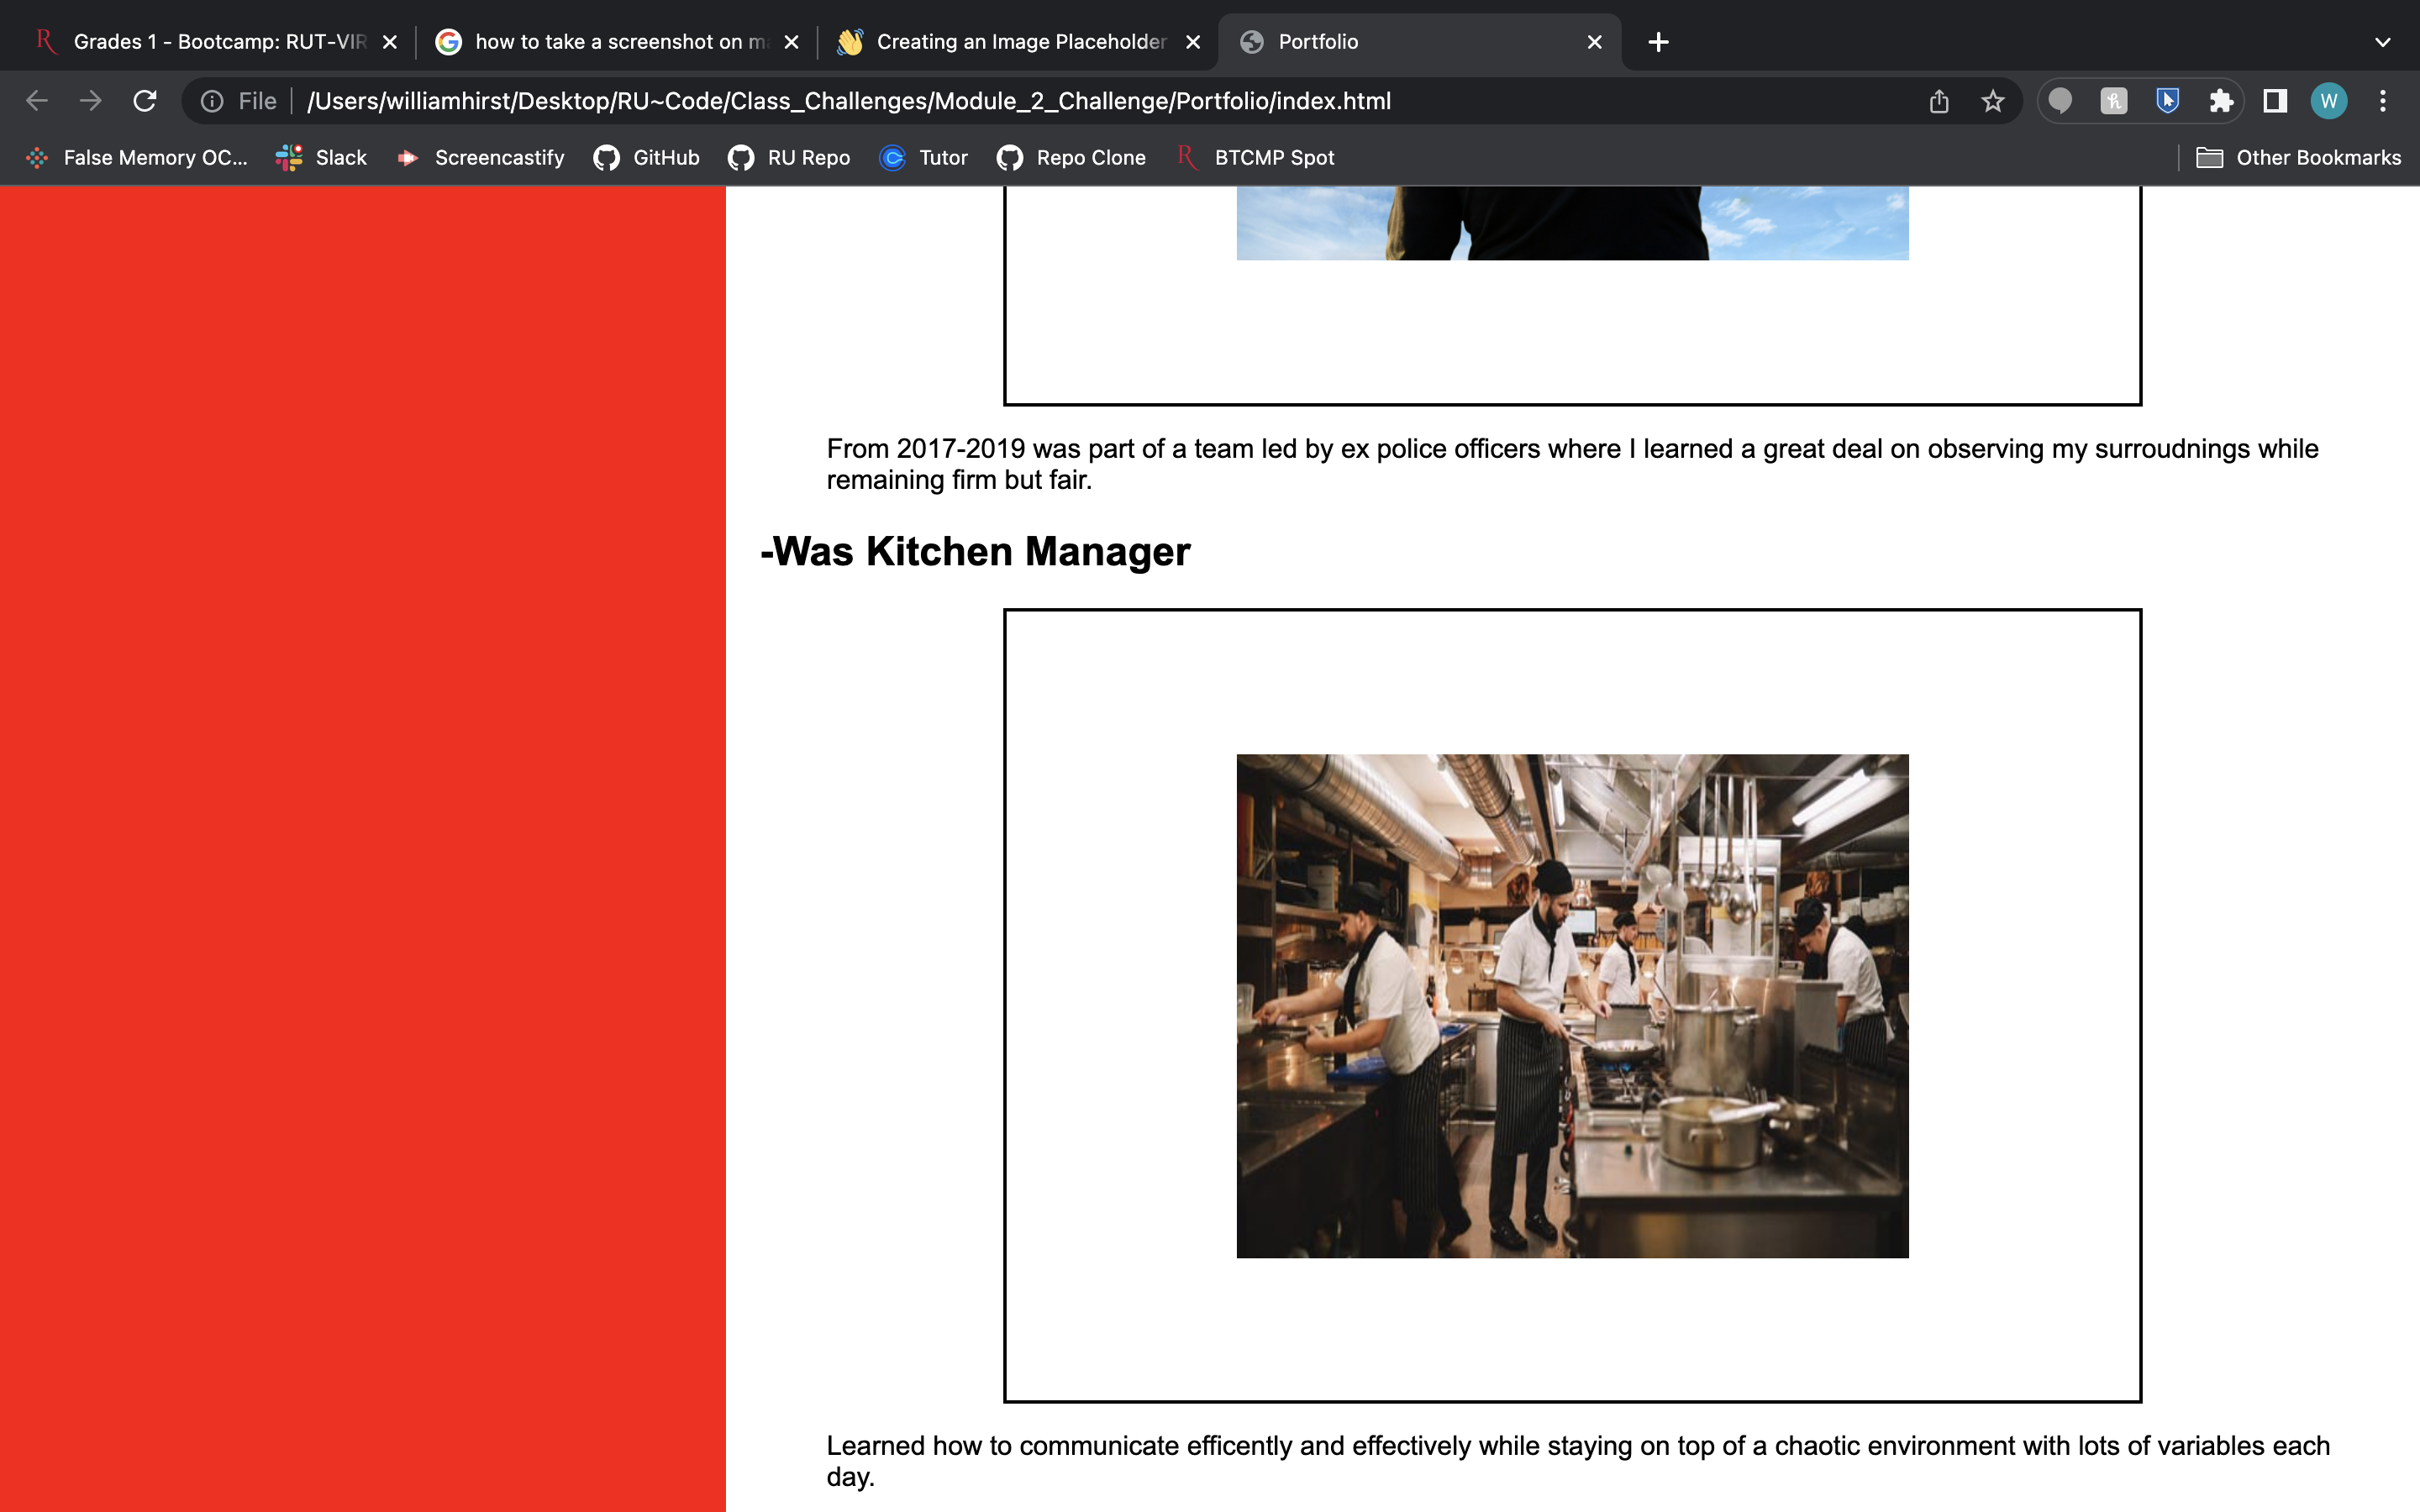 Grades 1 - Bootcamp: RUT-VIR
how to take a screenshot on ma
Creating an Image Placeholder
Portfolio
File
/Users/williamhirst/Desktop/RU~Code/Class_Challenges/Module_2_Challenge/Portfolio/index.html
W
False Memory OC...
Slack
Screencastify
GitHub
RU Repo
Tutor
Repo Clone
BTCMP Spot
Other Bookmarks
From 2017-2019 was part of a team led by ex police officers where I learned a great deal on observing my surroudnings while
remaining firm but fair.
-Was Kitchen Manager
Learned how to communicate efficently and effectively while staying on top of a chaotic environment with lots of variables each
day.